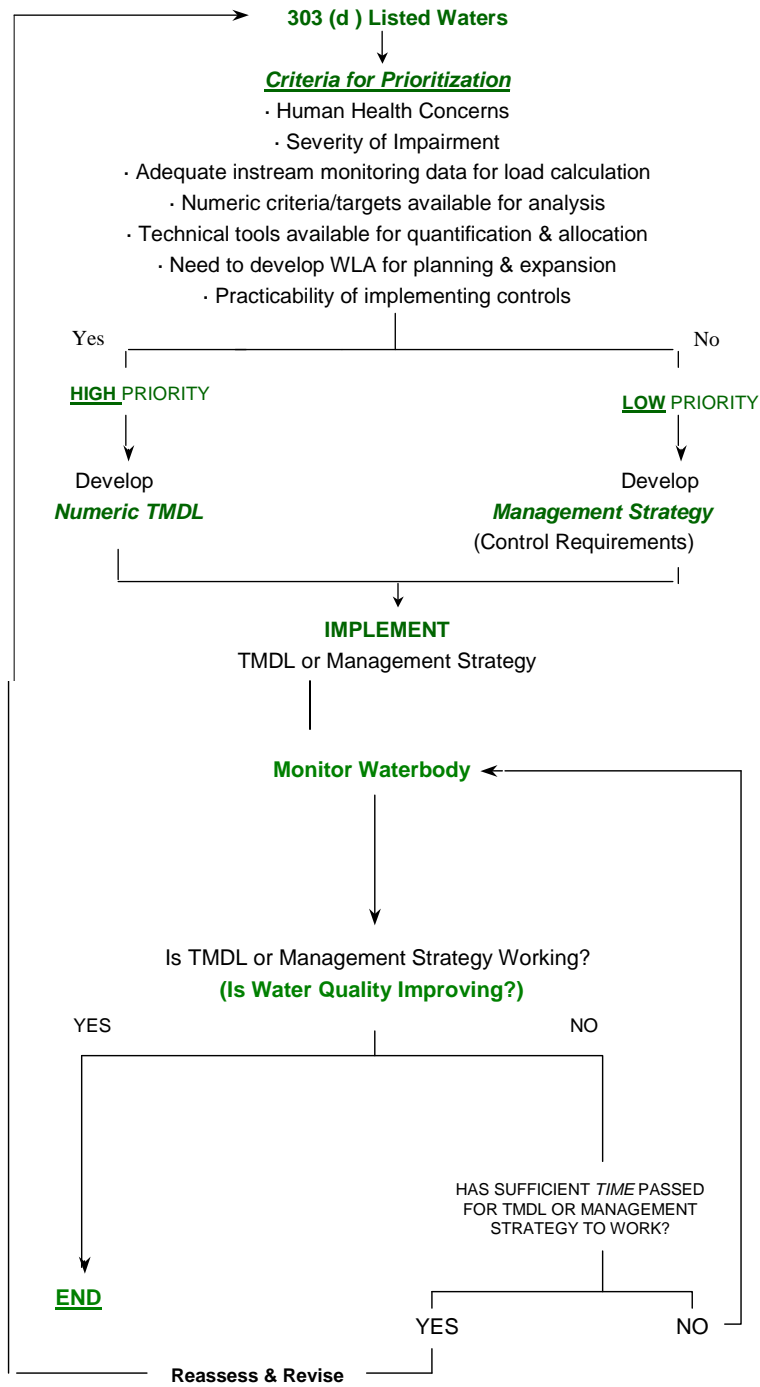 303 (d ) Listed Waters
Criteria for Prioritization
· Human Health Concerns
· Severity of Impairment
· Adequate instream monitoring data for load calculation
· Numeric criteria/targets available for analysis
· Technical tools available for quantification & allocation
· Need to develop WLA for planning & expansion
· Practicability of implementing controls
Yes
No
HIGH PRIORITY
LOW PRIORITY
Develop
Numeric TMDL
Develop
Management Strategy
(Control Requirements)
IMPLEMENT
TMDL or Management Strategy
Monitor Waterbody
Is TMDL or Management Strategy Working?
(Is Water Quality Improving?)
YES
NO
HAS SUFFICIENT TIME PASSED
FOR TMDL OR MANAGEMENT
STRATEGY TO WORK?
END
YES
NO
Reassess & Revise